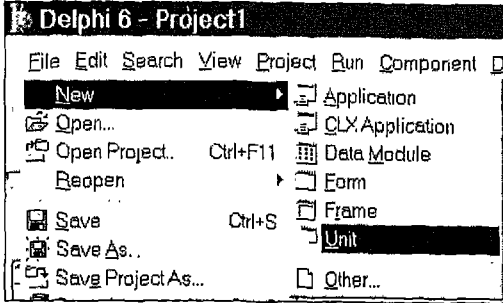 Delphi 6 - Project1
File Edit Search View Project Run Component D
New
Application
Open...
CLX Application
Open Project.. Ctrl+F11
Data Module
Reopen
Form
Frame
Save Ctrl+S
Unit
Save As..
Save Project As...
Other...